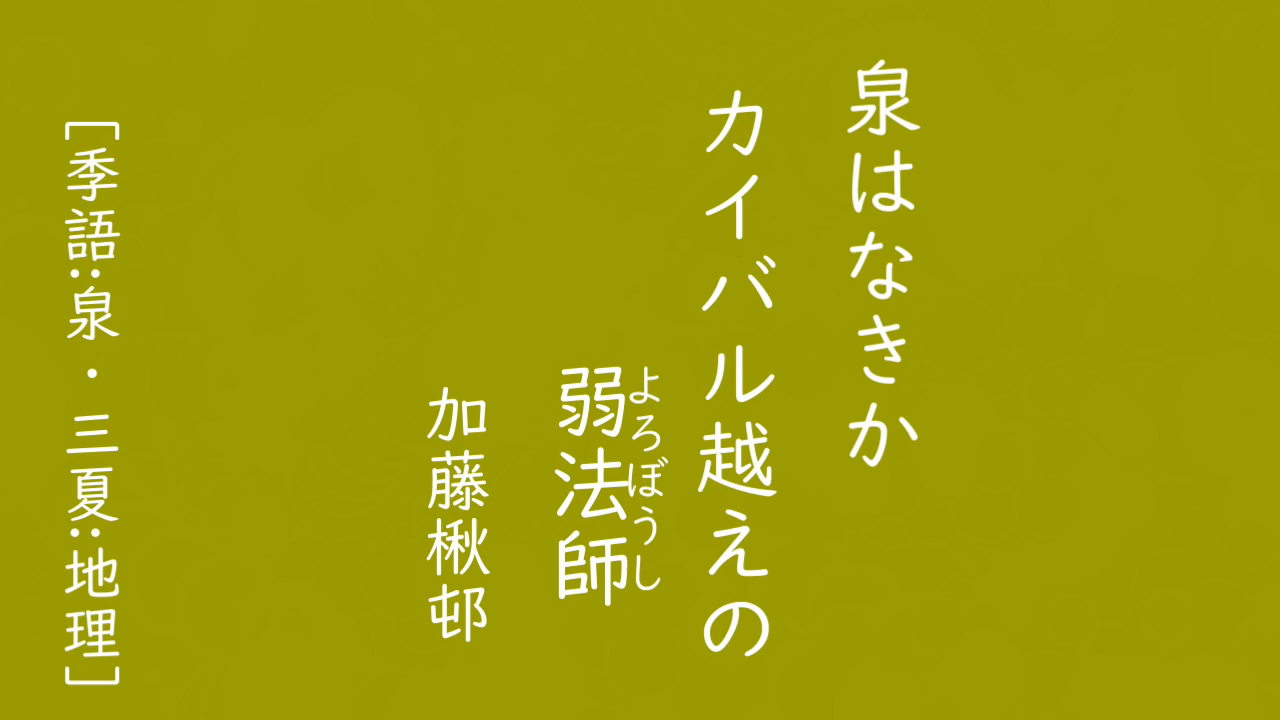 泉はなきか
カイバル越えの
弱法師
よろぼうし
加藤楸邨
[季語:泉・三夏:地理]